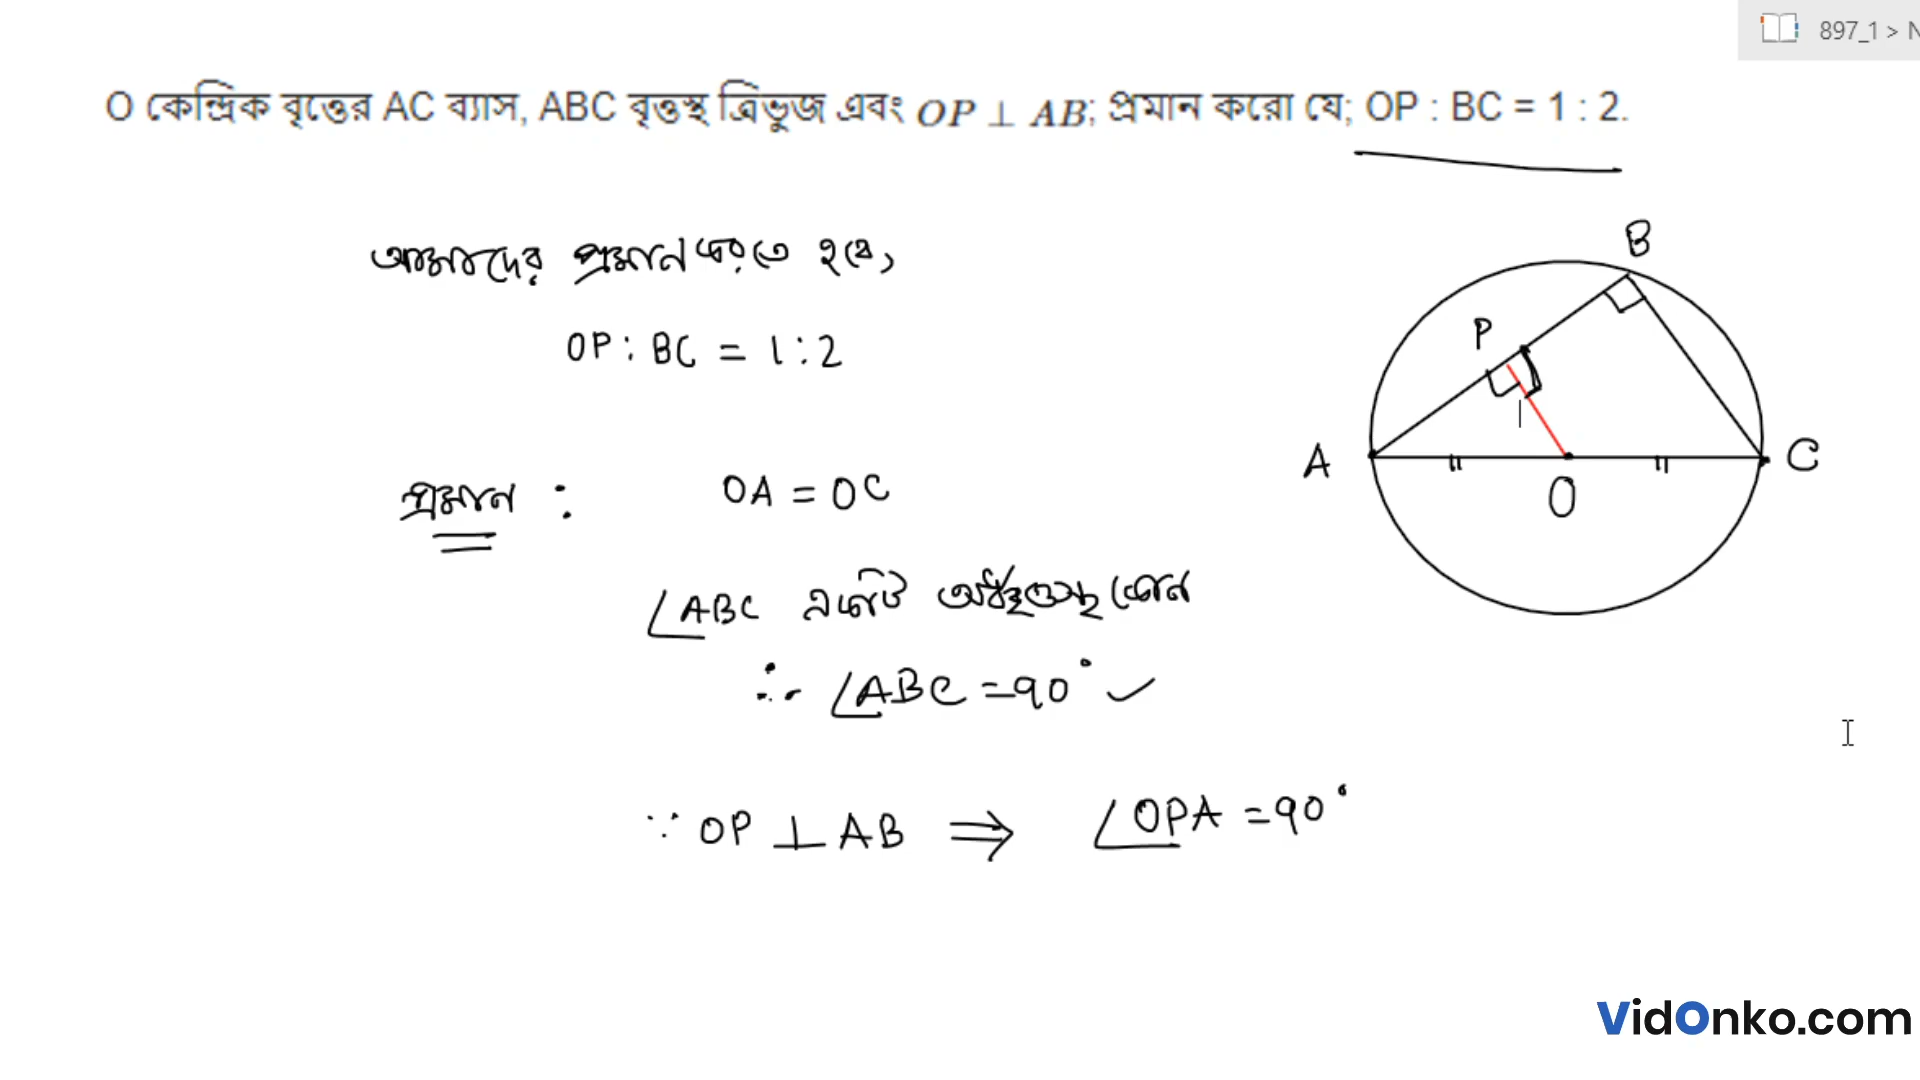 897_1 > N
O কেন্দ্রিক বৃত্তের AC ব্যাস, ABC বৃত্তস্থ ত্রিভুজ এবং OP ⊥ AB; প্রমান করো যে; OP : BC = 1 : 2.
আমাদের প্রমান করতে হবে,
OP : BC = 1 : 2
প্রমান : OA = OC
∠ABC একটি অর্ধবৃত্তস্থ কোন
∴ ∠ABC = 90° ✓
∵ OP ⊥ AB ⇒ ∠OPA = 90°
B
P
A
C
O
VidOnko.com